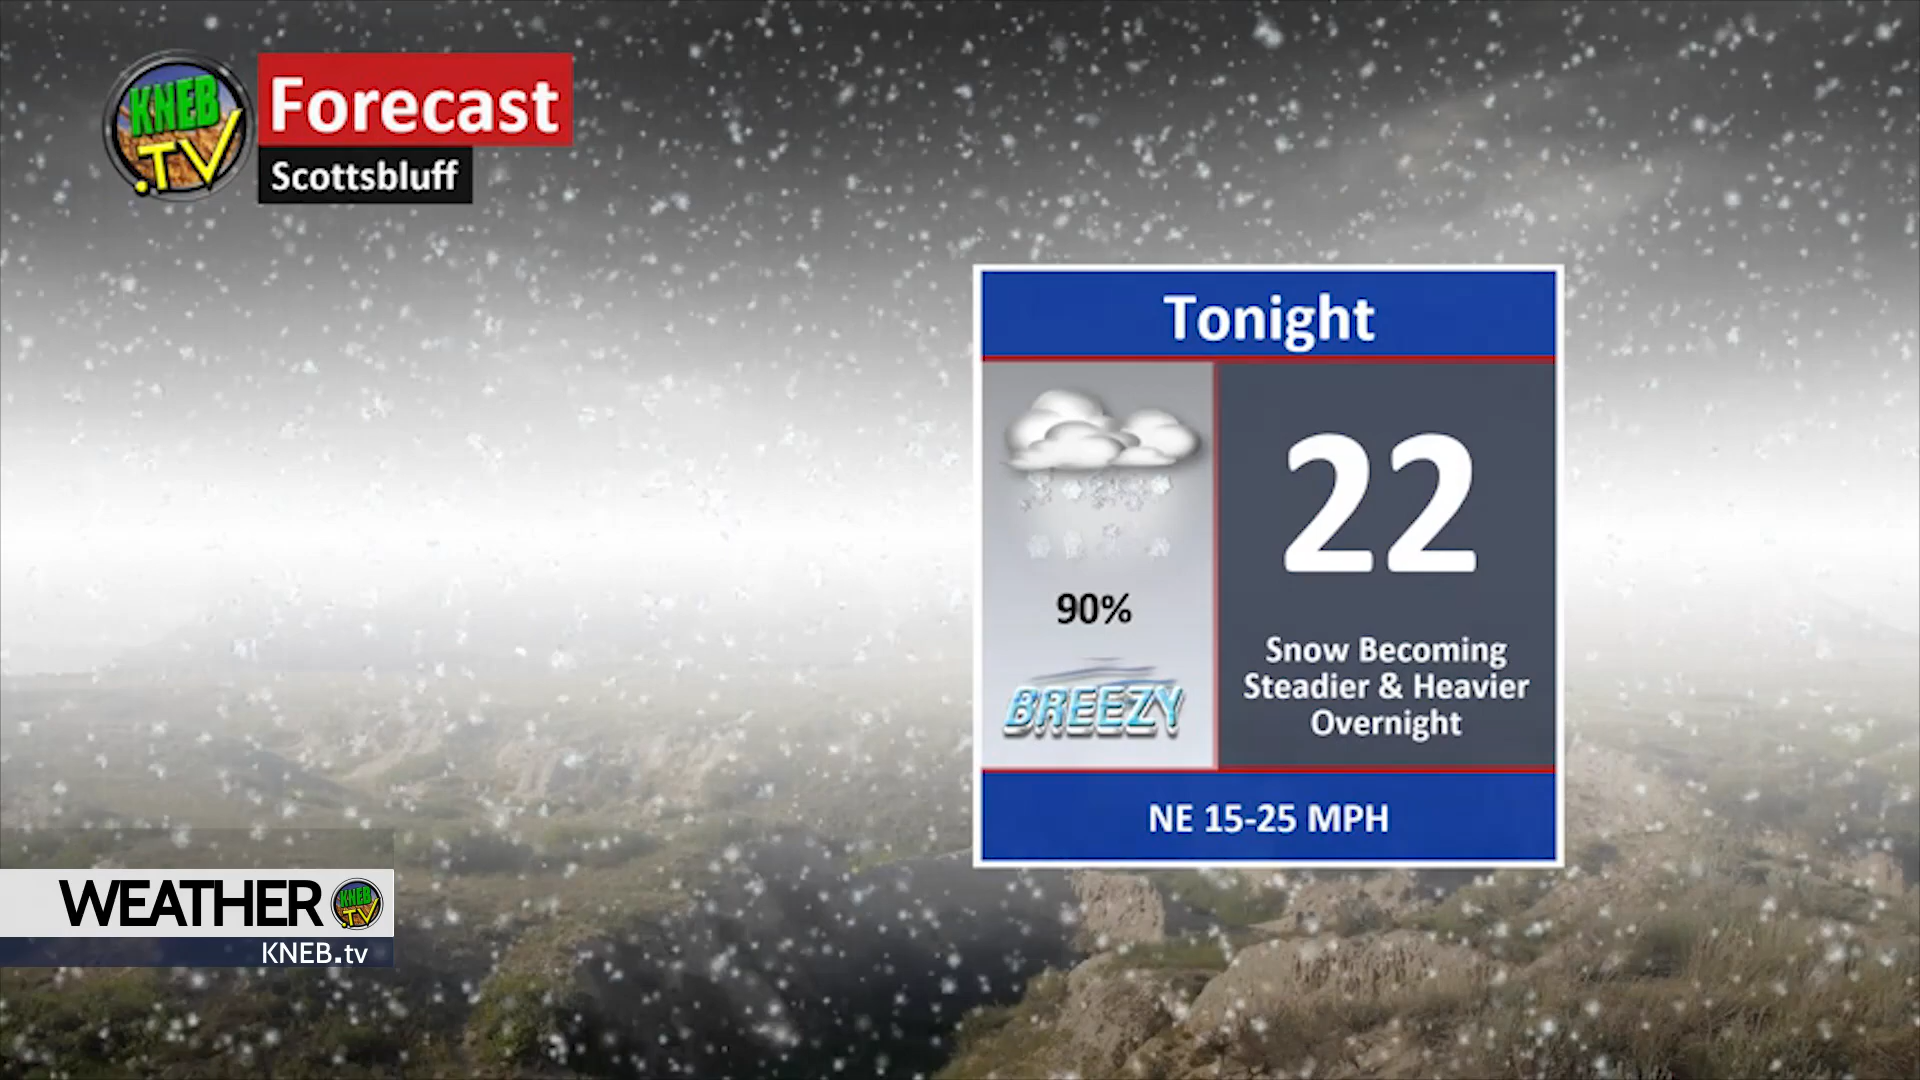 KNEB
.TV
Forecast
Scottsbluff
Tonight
90%
BREEZY
22
Snow Becoming
Steadier & Heavier
Overnight
NE 15-25 MPH
WEATHER
KNEB
.TV
KNEB.tv